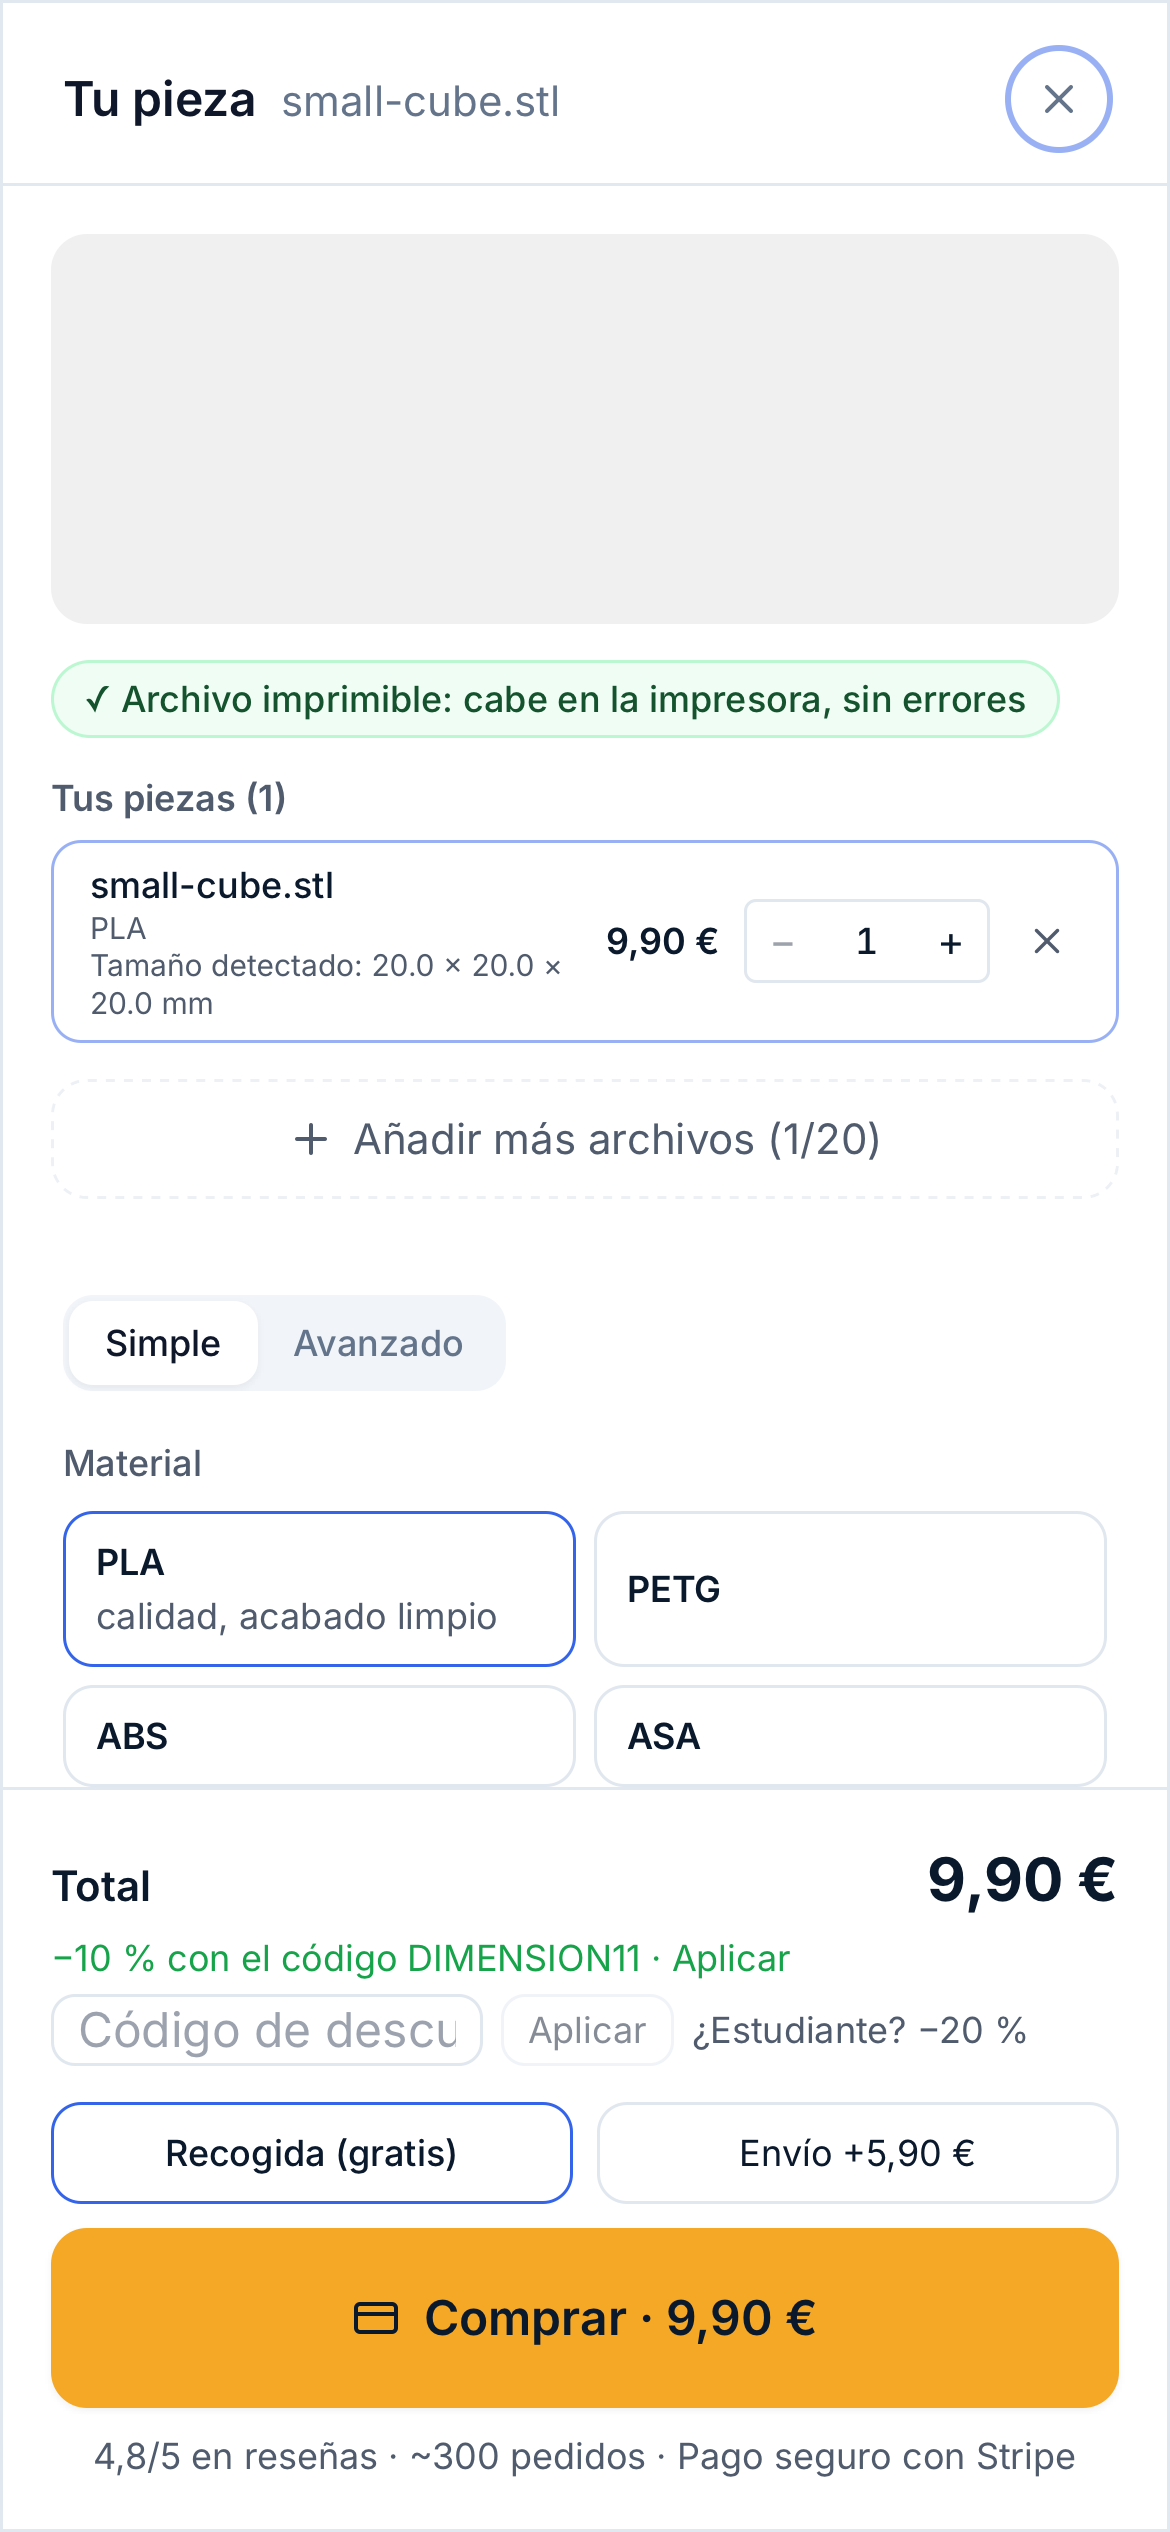 Tu pieza small-cube.stl
✓ Archivo imprimible: cabe en la impresora, sin errores
Tus piezas (1)
small-cube.stl
PLA
Tamaño detectado: 20.0 × 20.0 ×
20.0 mm
9,90 € − 1 +
+ Añadir más archivos (1/20)
Simple Avanzado
Material
PLA
calidad, acabado limpio
PETG
ABS
ASA
Total 9,90 €
−10 % con el código DIMENSION11 · Aplicar
Código de descu Aplicar ¿Estudiante? −20 %
Recogida (gratis) Envío +5,90 €
Comprar · 9,90 €
4,8/5 en reseñas · ~300 pedidos · Pago seguro con Stripe